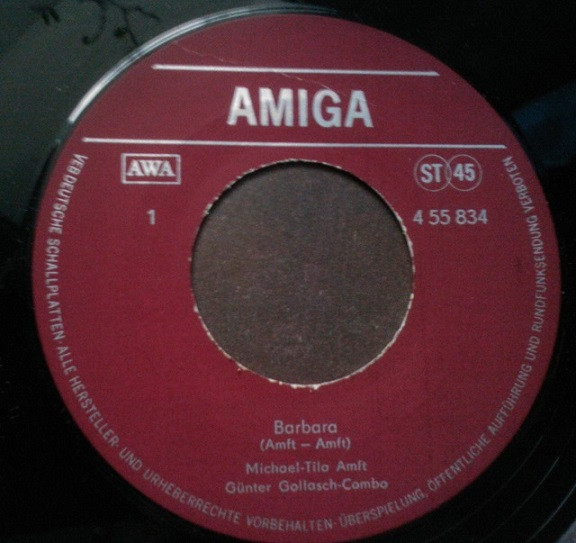 AMIGA
AWA
ST 45
1
4 55 834
Barbara
(Amft – Amft)
Michael-Tilo Amft
Günter Gollasch-Combo
VEB DEUTSCHE SCHALLPLATTEN · ALLE HERSTELLER- UND URHEBERRECHTE VORBEHALTEN · ÜBERSPIELUNG, ÖFFENTLICHE AUFFÜHRUNG UND RUNDFUNKSENDUNG VERBOTEN